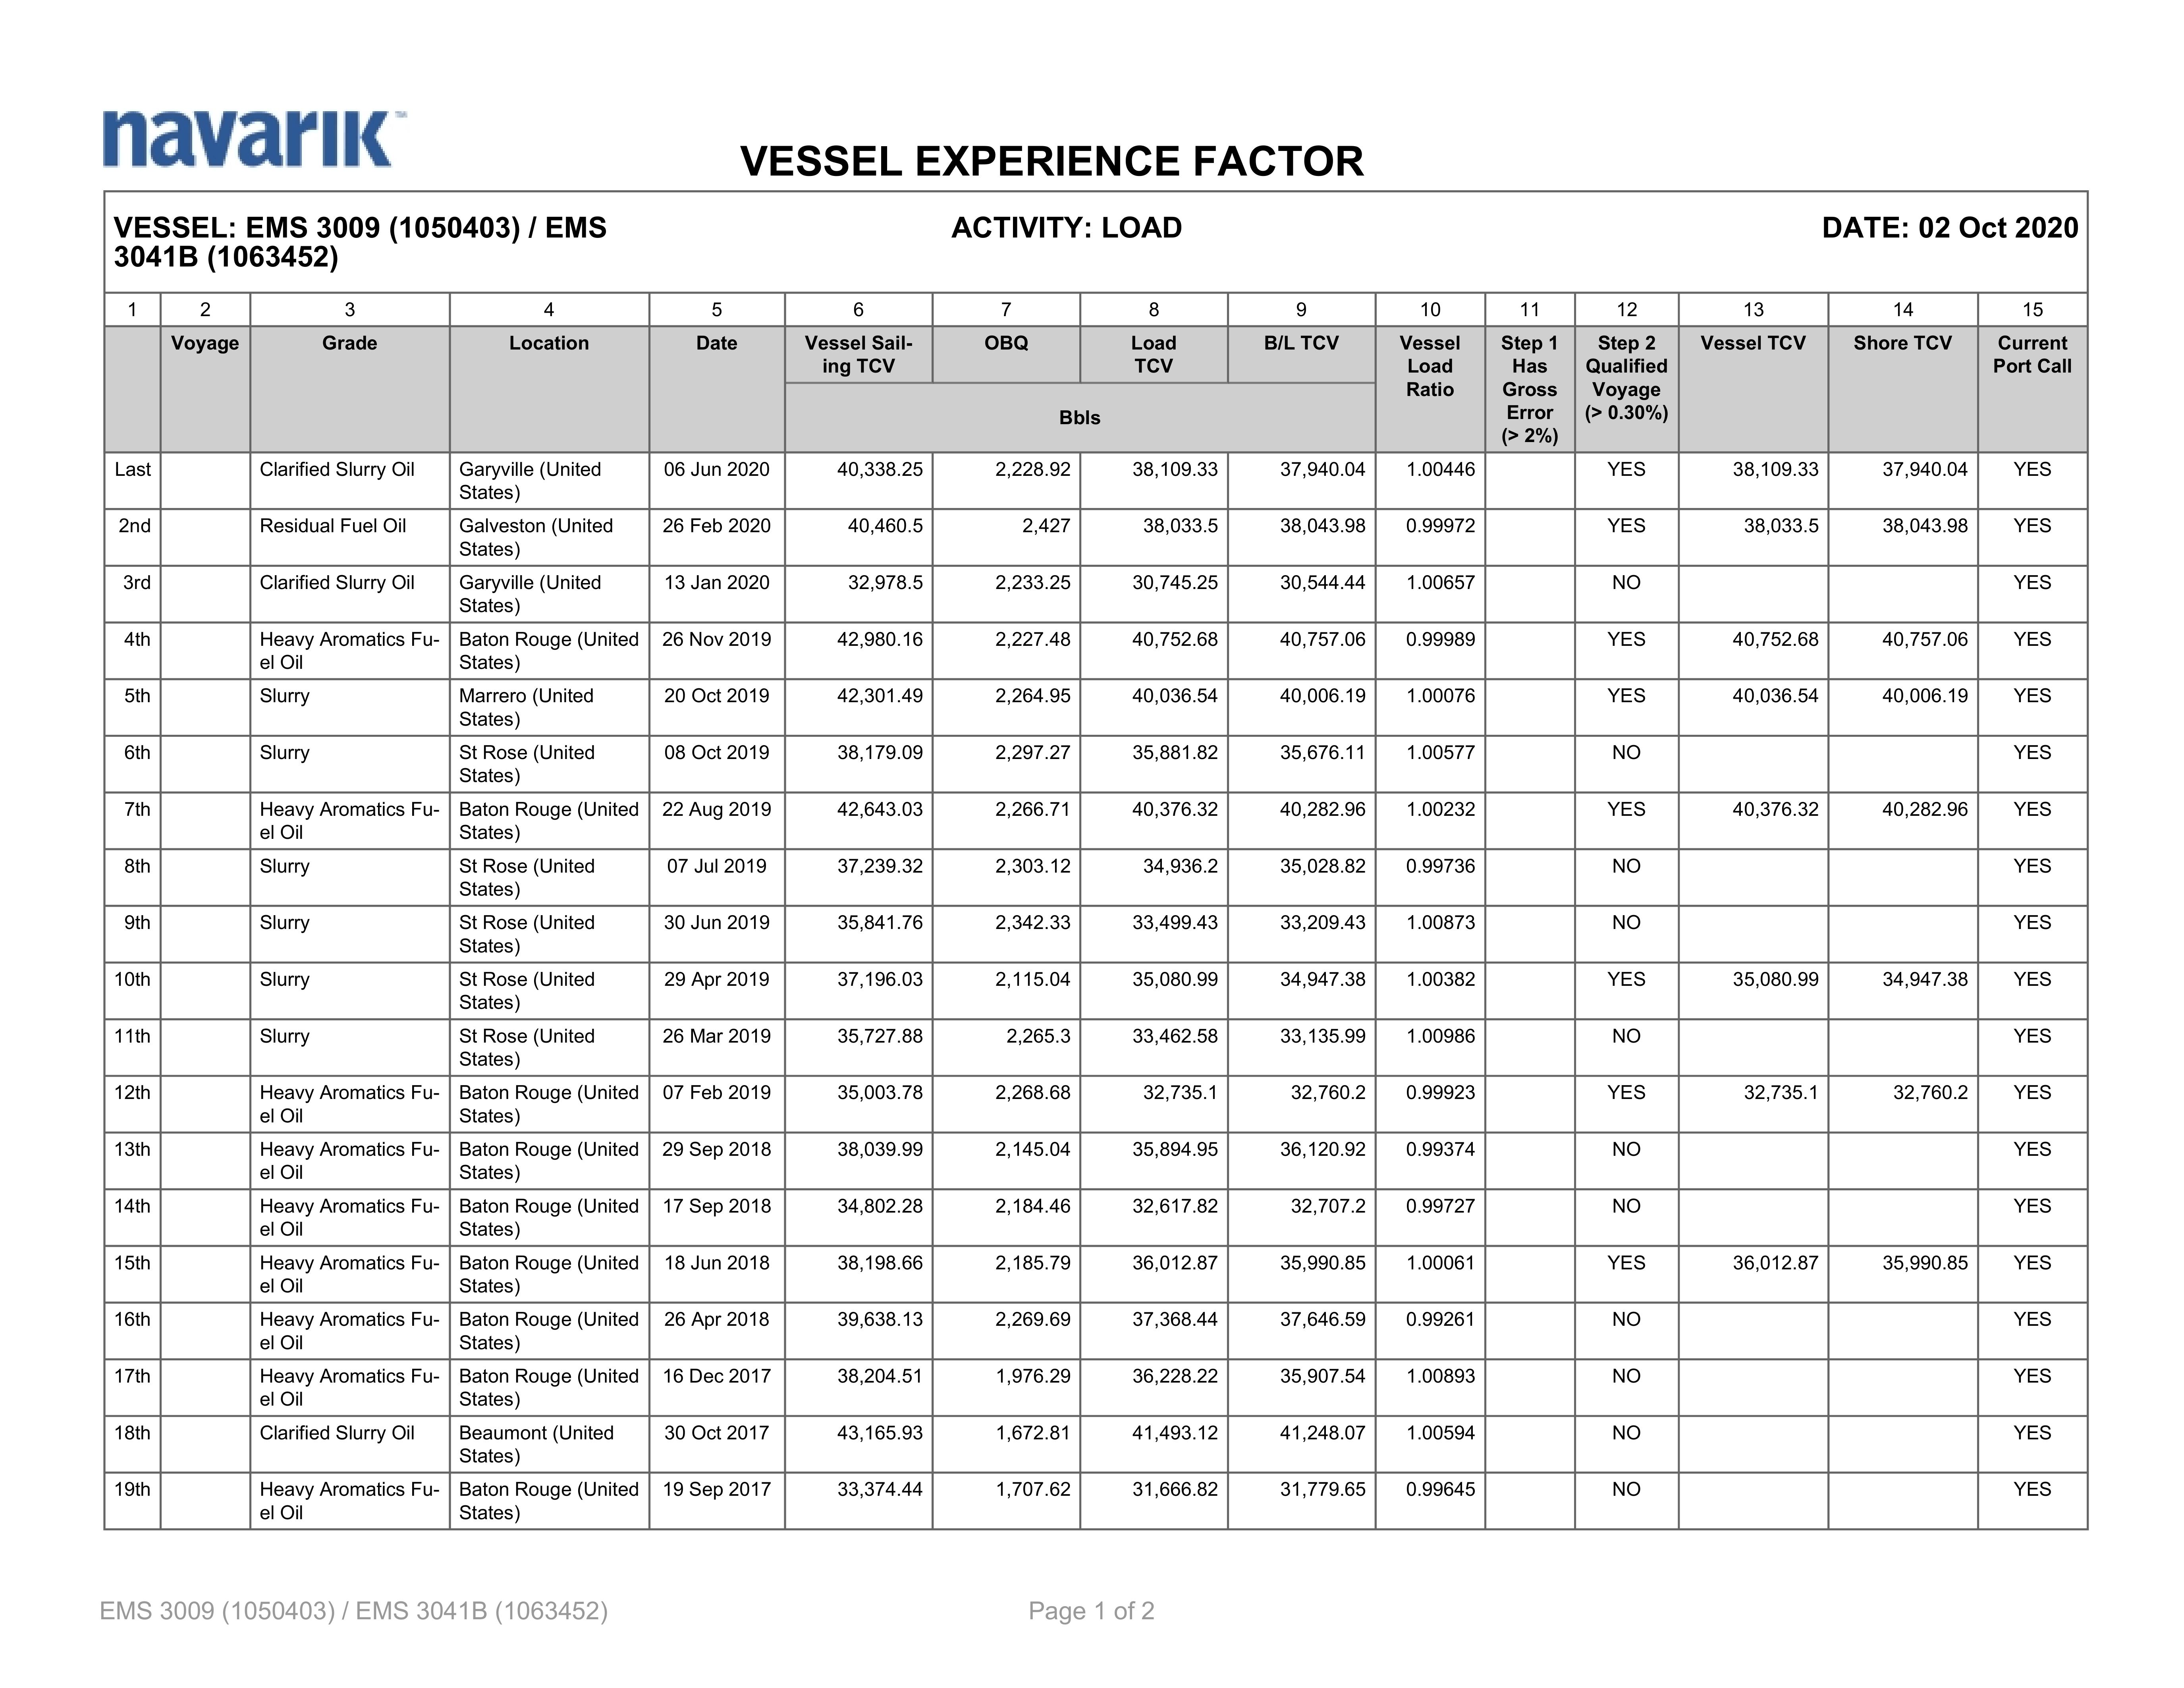 navarik™
VESSEL EXPERIENCE FACTOR
VESSEL: EMS 3009 (1050403) / EMS 3041B (1063452) ACTIVITY: LOAD DATE: 02 Oct 2020
1 2 3 4 5 6 7 8 9 10 11 12 13 14 15
Voyage Grade Location Date Vessel Sail-ing TCV OBQ Load TCV B/L TCV Vessel Load Ratio Step 1 Has Gross Error (> 2%) Step 2 Qualified Voyage (> 0.30%) Vessel TCV Shore TCV Current Port Call
Bbls
Last Clarified Slurry Oil Garyville (United States) 06 Jun 2020 40,338.25 2,228.92 38,109.33 37,940.04 1.00446 YES 38,109.33 37,940.04 YES
2nd Residual Fuel Oil Galveston (United States) 26 Feb 2020 40,460.5 2,427 38,033.5 38,043.98 0.99972 YES 38,033.5 38,043.98 YES
3rd Clarified Slurry Oil Garyville (United States) 13 Jan 2020 32,978.5 2,233.25 30,745.25 30,544.44 1.00657 NO YES
4th Heavy Aromatics Fu-el Oil Baton Rouge (United States) 26 Nov 2019 42,980.16 2,227.48 40,752.68 40,757.06 0.99989 YES 40,752.68 40,757.06 YES
5th Slurry Marrero (United States) 20 Oct 2019 42,301.49 2,264.95 40,036.54 40,006.19 1.00076 YES 40,036.54 40,006.19 YES
6th Slurry St Rose (United States) 08 Oct 2019 38,179.09 2,297.27 35,881.82 35,676.11 1.00577 NO YES
7th Heavy Aromatics Fu-el Oil Baton Rouge (United States) 22 Aug 2019 42,643.03 2,266.71 40,376.32 40,282.96 1.00232 YES 40,376.32 40,282.96 YES
8th Slurry St Rose (United States) 07 Jul 2019 37,239.32 2,303.12 34,936.2 35,028.82 0.99736 NO YES
9th Slurry St Rose (United States) 30 Jun 2019 35,841.76 2,342.33 33,499.43 33,209.43 1.00873 NO YES
10th Slurry St Rose (United States) 29 Apr 2019 37,196.03 2,115.04 35,080.99 34,947.38 1.00382 YES 35,080.99 34,947.38 YES
11th Slurry St Rose (United States) 26 Mar 2019 35,727.88 2,265.3 33,462.58 33,135.99 1.00986 NO YES
12th Heavy Aromatics Fu-el Oil Baton Rouge (United States) 07 Feb 2019 35,003.78 2,268.68 32,735.1 32,760.2 0.99923 YES 32,735.1 32,760.2 YES
13th Heavy Aromatics Fu-el Oil Baton Rouge (United States) 29 Sep 2018 38,039.99 2,145.04 35,894.95 36,120.92 0.99374 NO YES
14th Heavy Aromatics Fu-el Oil Baton Rouge (United States) 17 Sep 2018 34,802.28 2,184.46 32,617.82 32,707.2 0.99727 NO YES
15th Heavy Aromatics Fu-el Oil Baton Rouge (United States) 18 Jun 2018 38,198.66 2,185.79 36,012.87 35,990.85 1.00061 YES 36,012.87 35,990.85 YES
16th Heavy Aromatics Fu-el Oil Baton Rouge (United States) 26 Apr 2018 39,638.13 2,269.69 37,368.44 37,646.59 0.99261 NO YES
17th Heavy Aromatics Fu-el Oil Baton Rouge (United States) 16 Dec 2017 38,204.51 1,976.29 36,228.22 35,907.54 1.00893 NO YES
18th Clarified Slurry Oil Beaumont (United States) 30 Oct 2017 43,165.93 1,672.81 41,493.12 41,248.07 1.00594 NO YES
19th Heavy Aromatics Fu-el Oil Baton Rouge (United States) 19 Sep 2017 33,374.44 1,707.62 31,666.82 31,779.65 0.99645 NO YES
EMS 3009 (1050403) / EMS 3041B (1063452) Page 1 of 2